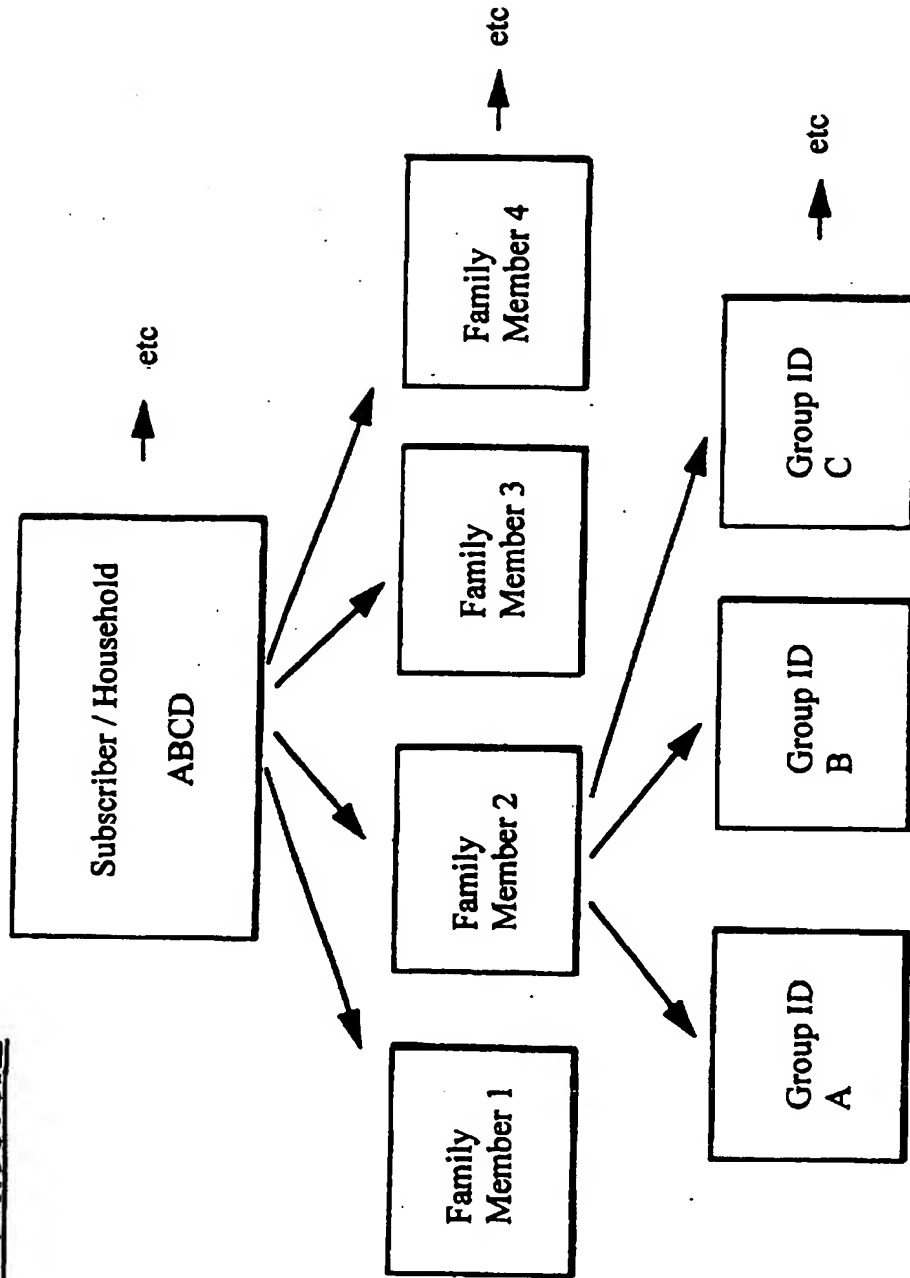 Subscriber / Household
ABCD
etc
Family
Member 1
Family
Member 2
Family
Member 3
Family
Member 4
etc
Group ID
A
Group ID
B
Group ID
C
etc